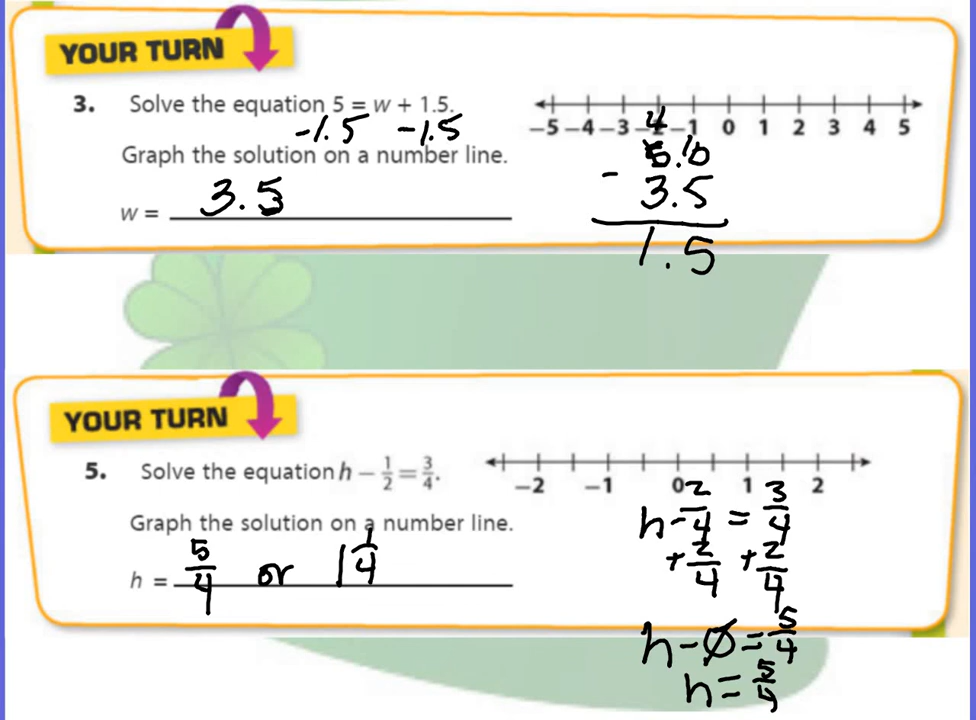 YOUR TURN
3. Solve the equation 5 = w + 1.5.
-1.5 -1.5
Graph the solution on a number line.
w = 3.5
-5 -4 -3 -2 -1 0 1 2 3 4 5
4 10
5.0
- 3.5
1.5
YOUR TURN
5. Solve the equation h - 1/2 = 3/4.
Graph the solution on a number line.
h = 5/4 or 1 1/4
-2 -1 0 1 2
h - 2/4 = 3/4
+ 2/4 + 2/4
h - 0 = 5/4
h = 5/4